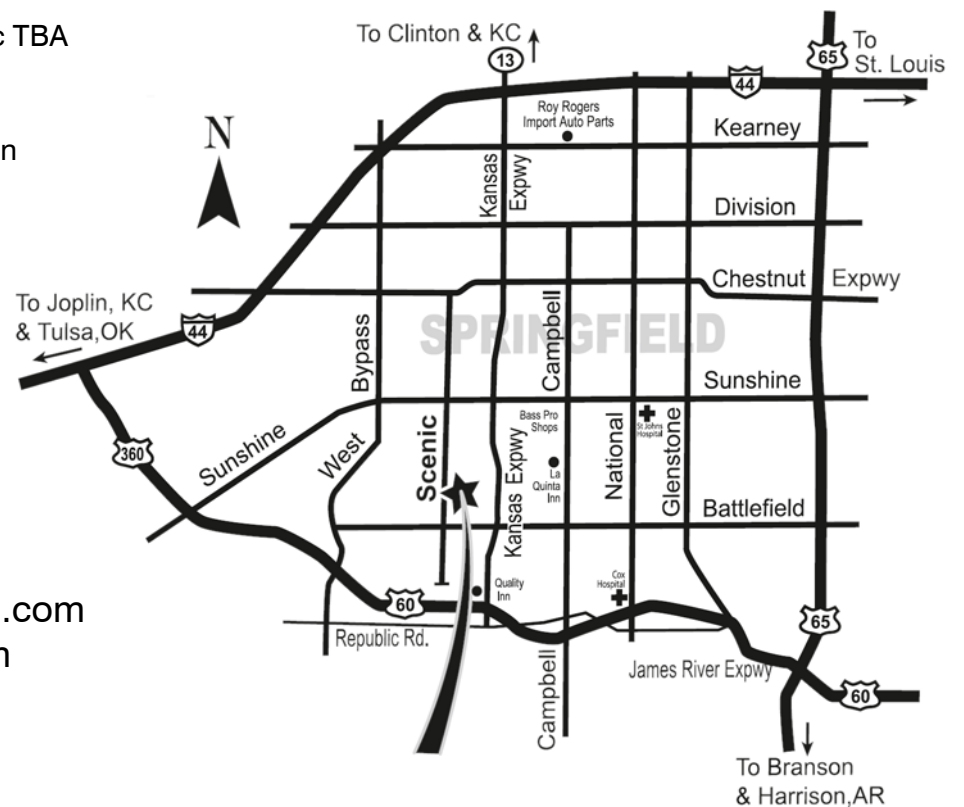 c TBA
n
.com
n
To Clinton & KC
13
65
To
St. Louis
44
Roy Rogers
Import Auto Parts
Kearney
N
Kansas
Expwy
Division
Chestnut
Expwy
To Joplin, KC
& Tulsa,OK
44
SPRINGFIELD
Bypass
Campbell
Sunshine
Bass Pro
Shops
St Johns
Hospital
360
Sunshine
West
Scenic
Kansas Expwy
La
Quinta
Inn
National
Glenstone
Battlefield
Cox
Hospital
Quality
Inn
60
65
Republic Rd.
James River Expwy
60
Campbell
To Branson
& Harrison,AR